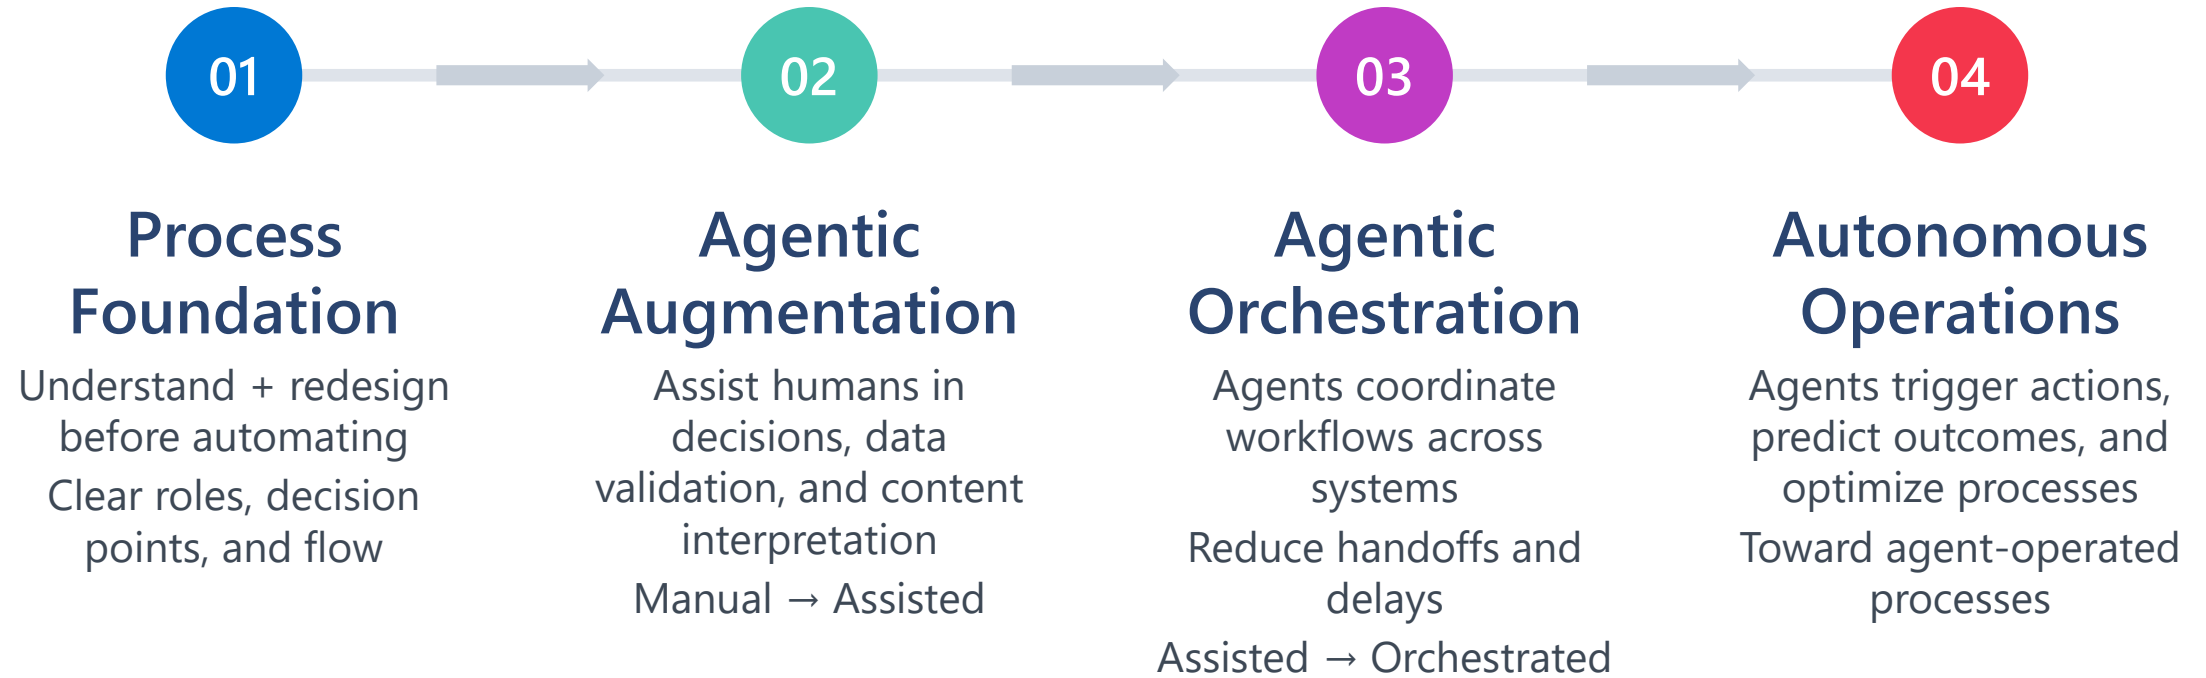 01
02
03
04
Process
Foundation
Understand + redesign
before automating
Clear roles, decision
points, and flow
Agentic
Augmentation
Assist humans in
decisions, data
validation, and content
interpretation
Manual → Assisted
Agentic
Orchestration
Agents coordinate
workflows across
systems
Reduce handoffs and
delays
Assisted → Orchestrated
Autonomous
Operations
Agents trigger actions,
predict outcomes, and
optimize processes
Toward agent-operated
processes